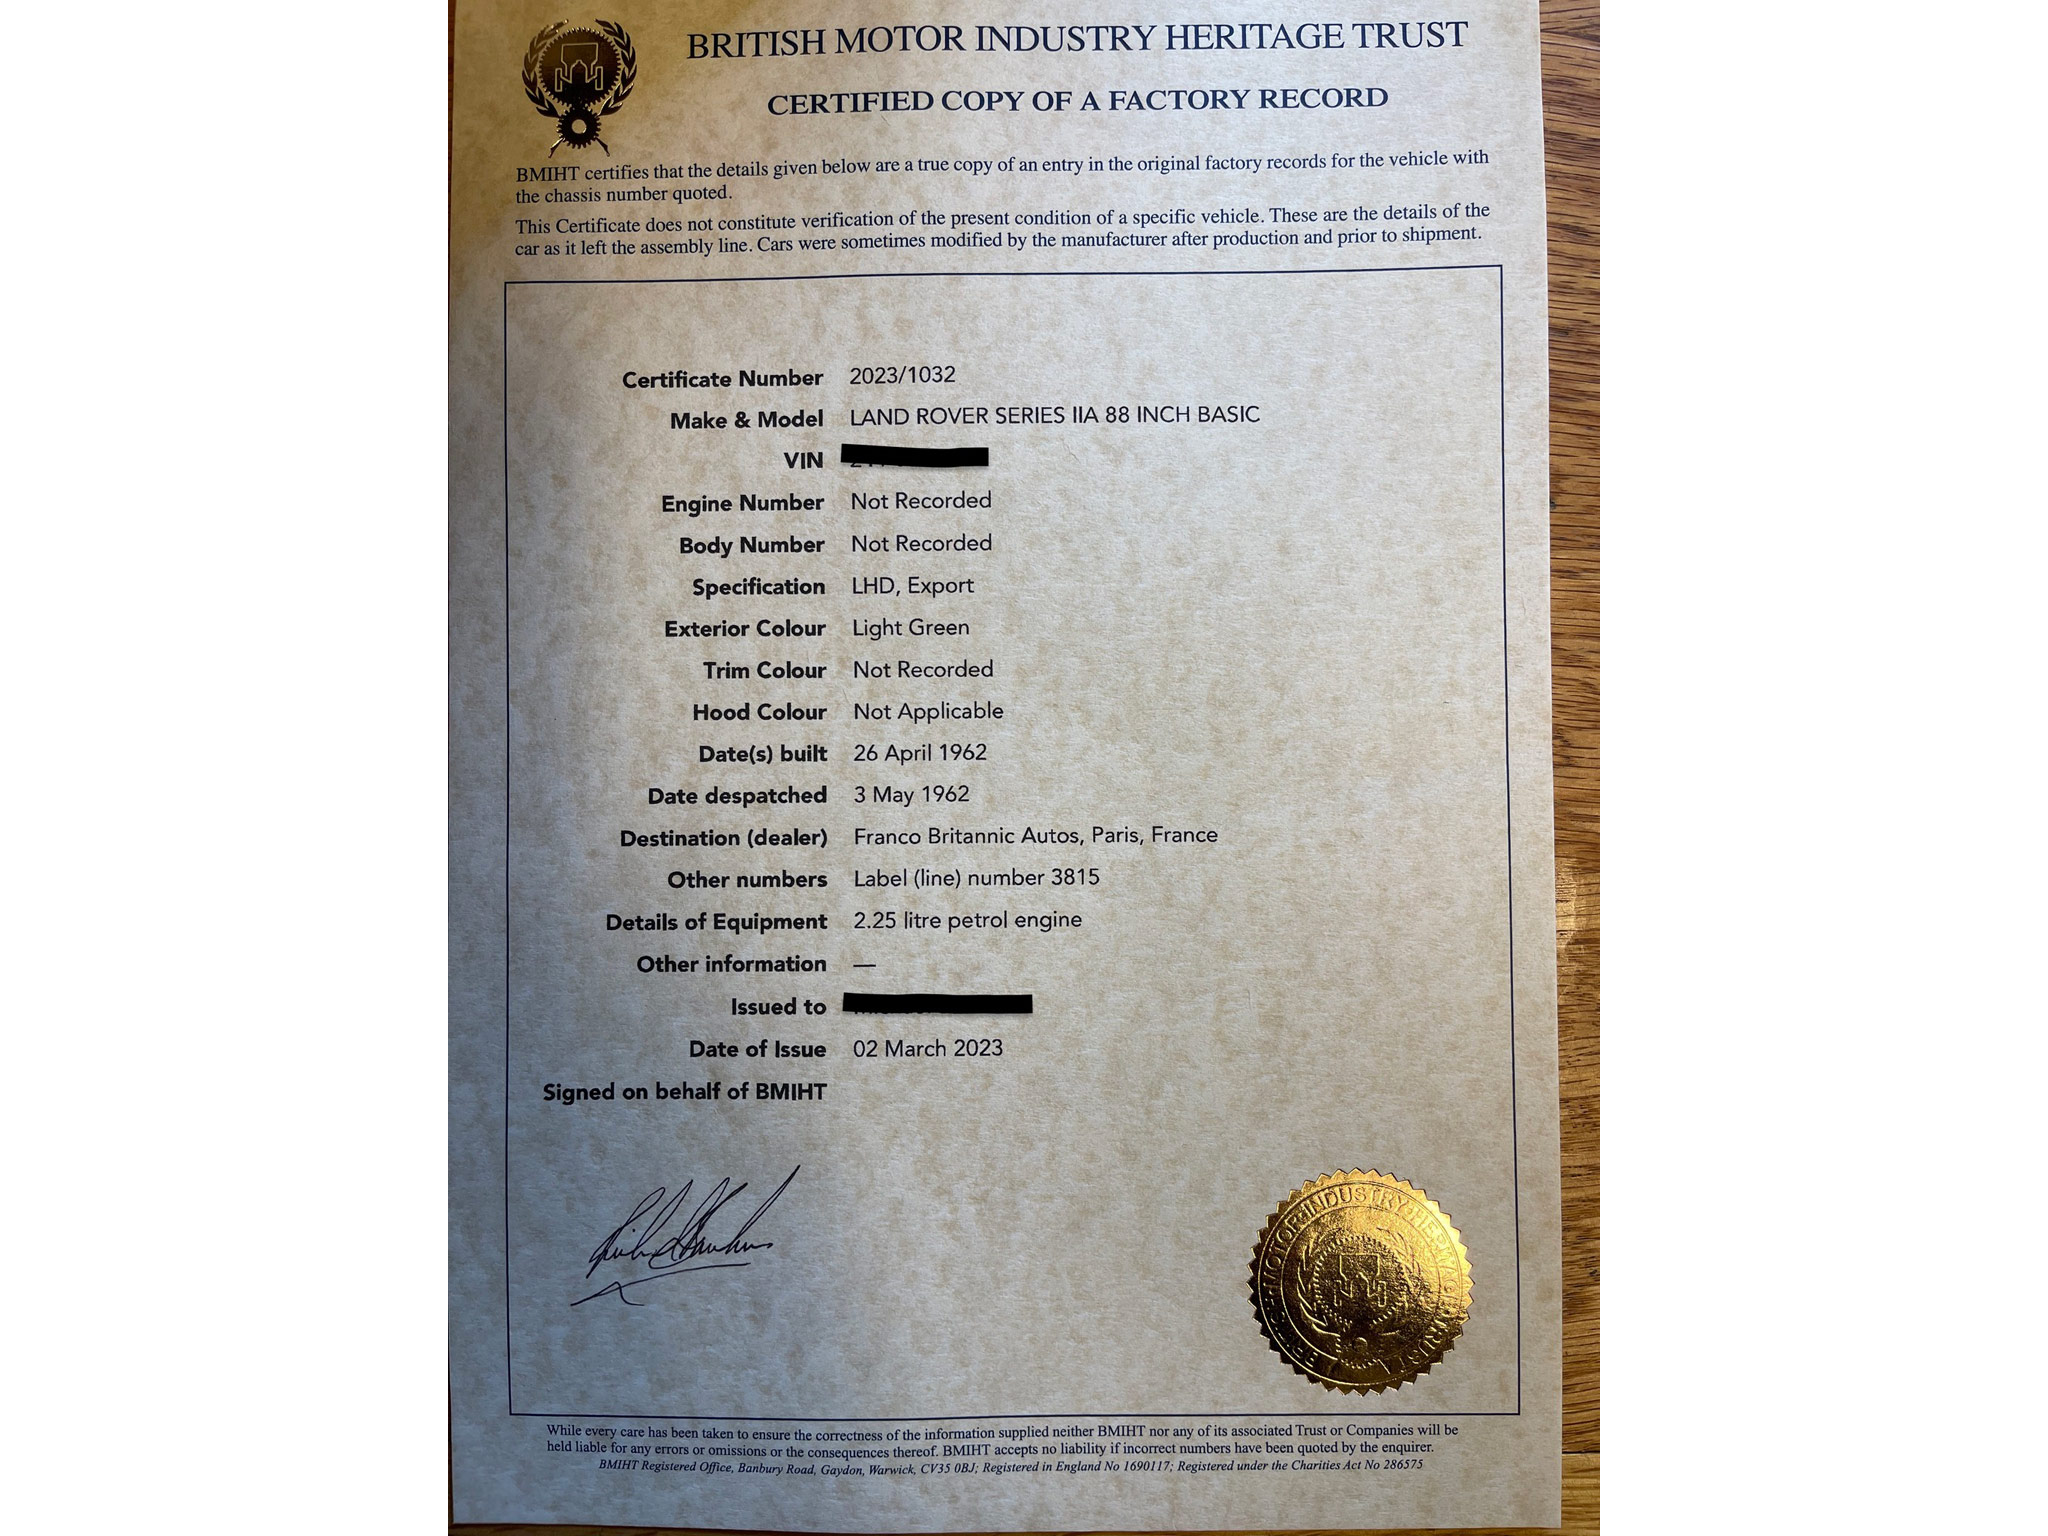 BRITISH MOTOR INDUSTRY HERITAGE TRUST
CERTIFIED COPY OF A FACTORY RECORD
BMIHT certifies that the details given below are a true copy of an entry in the original factory records for the vehicle with
the chassis number quoted.
This Certificate does not constitute verification of the present condition of a specific vehicle. These are the details of the
car as it left the assembly line. Cars were sometimes modified by the manufacturer after production and prior to shipment.
Certificate Number 2023/1032
Make & Model LAND ROVER SERIES IIA 88 INCH BASIC
VIN
Engine Number Not Recorded
Body Number Not Recorded
Specification LHD, Export
Exterior Colour Light Green
Trim Colour Not Recorded
Hood Colour Not Applicable
Date(s) built 26 April 1962
Date despatched 3 May 1962
Destination (dealer) Franco Britannic Autos, Paris, France
Other numbers Label (line) number 3815
Details of Equipment 2.25 litre petrol engine
Other information —
Issued to
Date of Issue 02 March 2023
Signed on behalf of BMIHT
BRITISH MOTOR INDUSTRY HERITAGE TRUST
While every care has been taken to ensure the correctness of the information supplied neither BMIHT nor any of its associated Trust or Companies will be
held liable for any errors or omissions or the consequences thereof. BMIHT accepts no liability if incorrect numbers have been quoted by the enquirer.
BMIHT Registered Office, Banbury Road, Gaydon, Warwick, CV35 0BJ; Registered in England No 1690117; Registered under the Charities Act No 286575